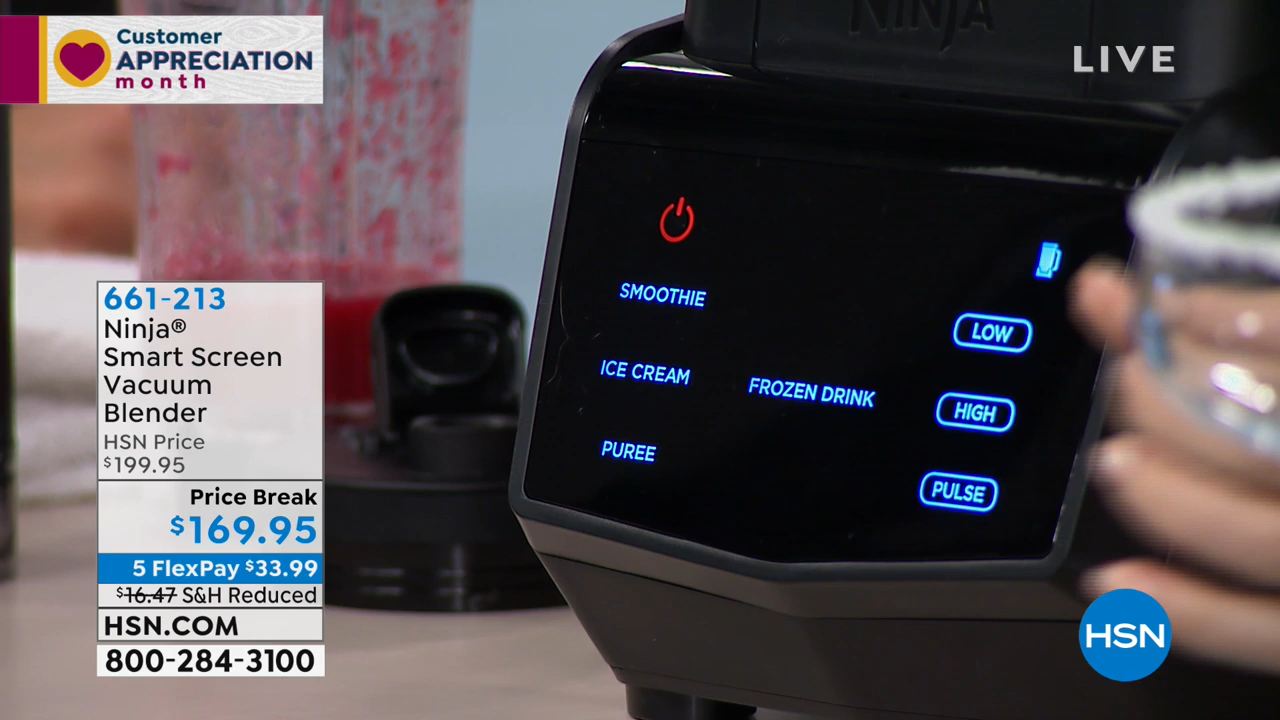 Customer
APPRECIATION
month
LIVE
NINJA
661-213
Ninja®
Smart Screen
Vacuum
Blender
HSN Price
$199.95
Price Break
$169.95
5 FlexPay $33.99
$16.47 S&H Reduced
HSN.COM
800-284-3100
SMOOTHIE
ICE CREAM
FROZEN DRINK
PUREE
LOW
HIGH
PULSE
HSN